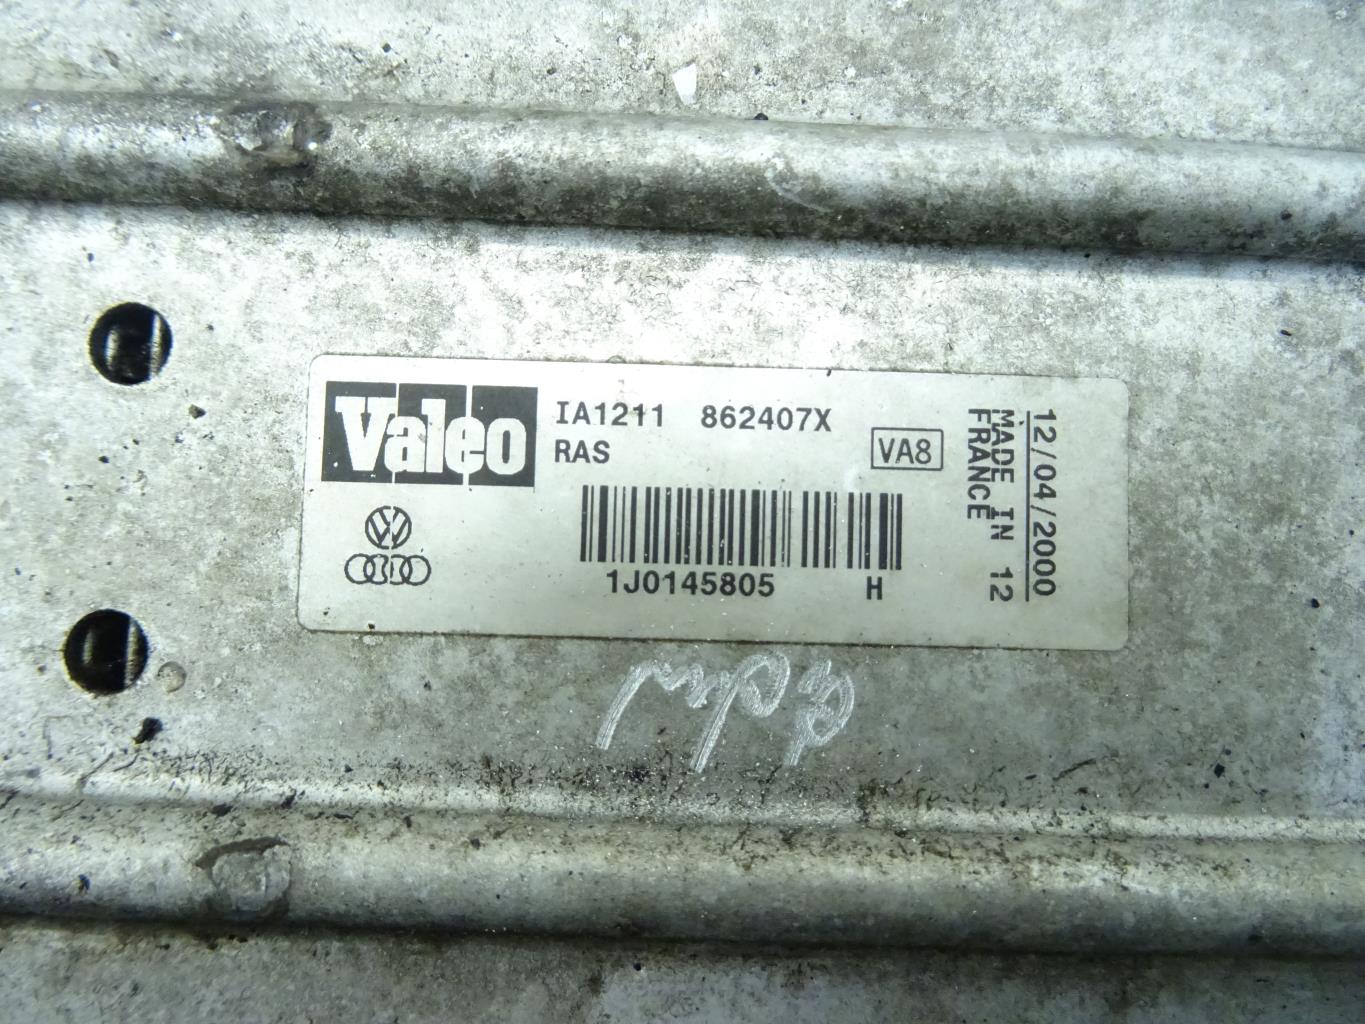 Valeo
IA1211 862407X
RAS
VA8
1J0145805 H
12/04/2000
MADE IN 12
FRANCE